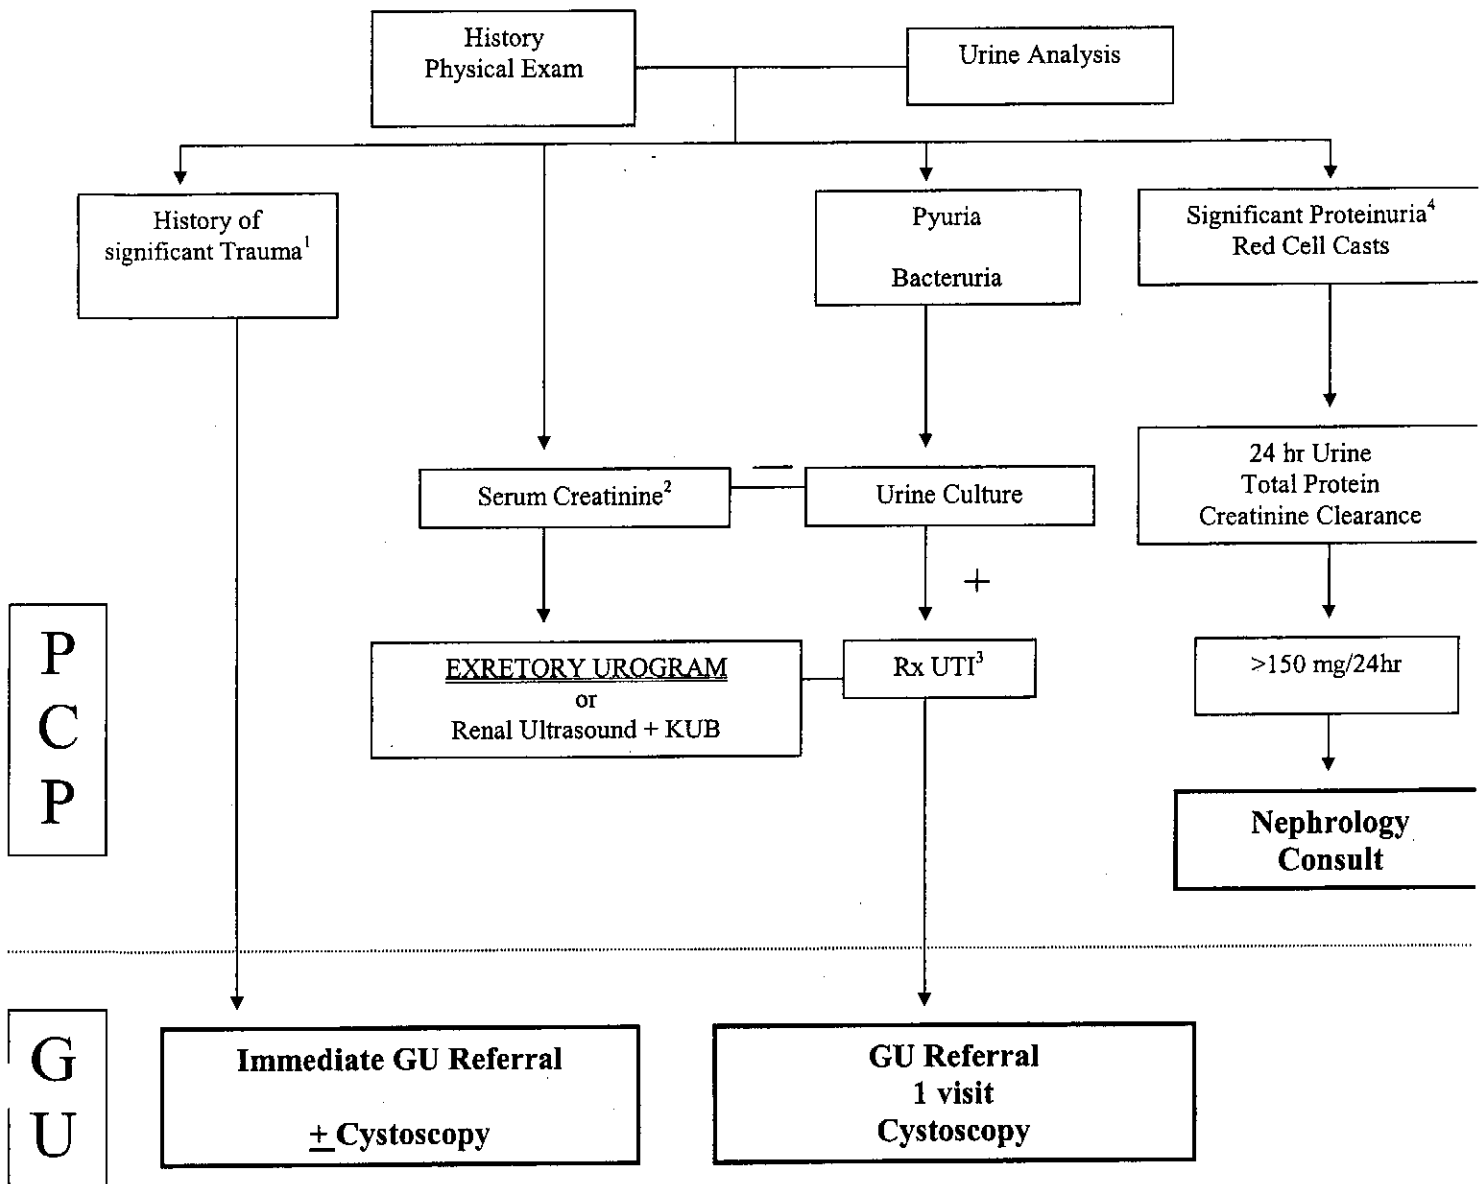 History
Physical Exam
Urine Analysis
History of
significant Trauma¹
Pyuria
Bacteruria
Significant Proteinuria⁴
Red Cell Casts
Serum Creatinine²
—
Urine Culture
24 hr Urine
Total Protein
Creatinine Clearance
+
EXRETORY UROGRAM
or
Renal Ultrasound + KUB
Rx UTI³
>150 mg/24hr
P
C
P
Nephrology
Consult
G
U
Immediate GU Referral
+ Cystoscopy
GU Referral
1 visit
Cystoscopy